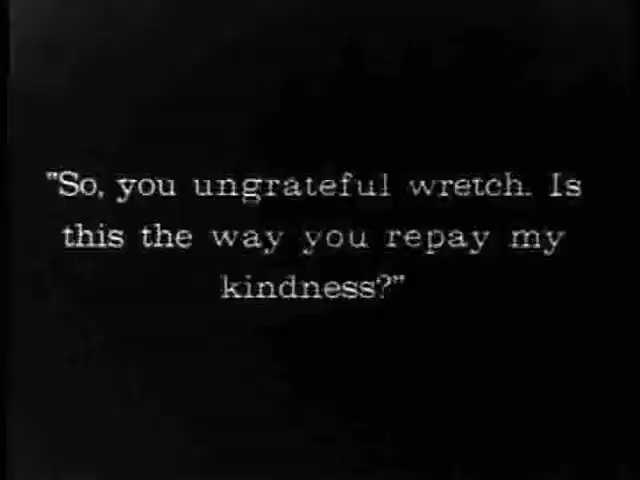 "So, you ungrateful wretch. Is
this the way you repay my
kindness?"